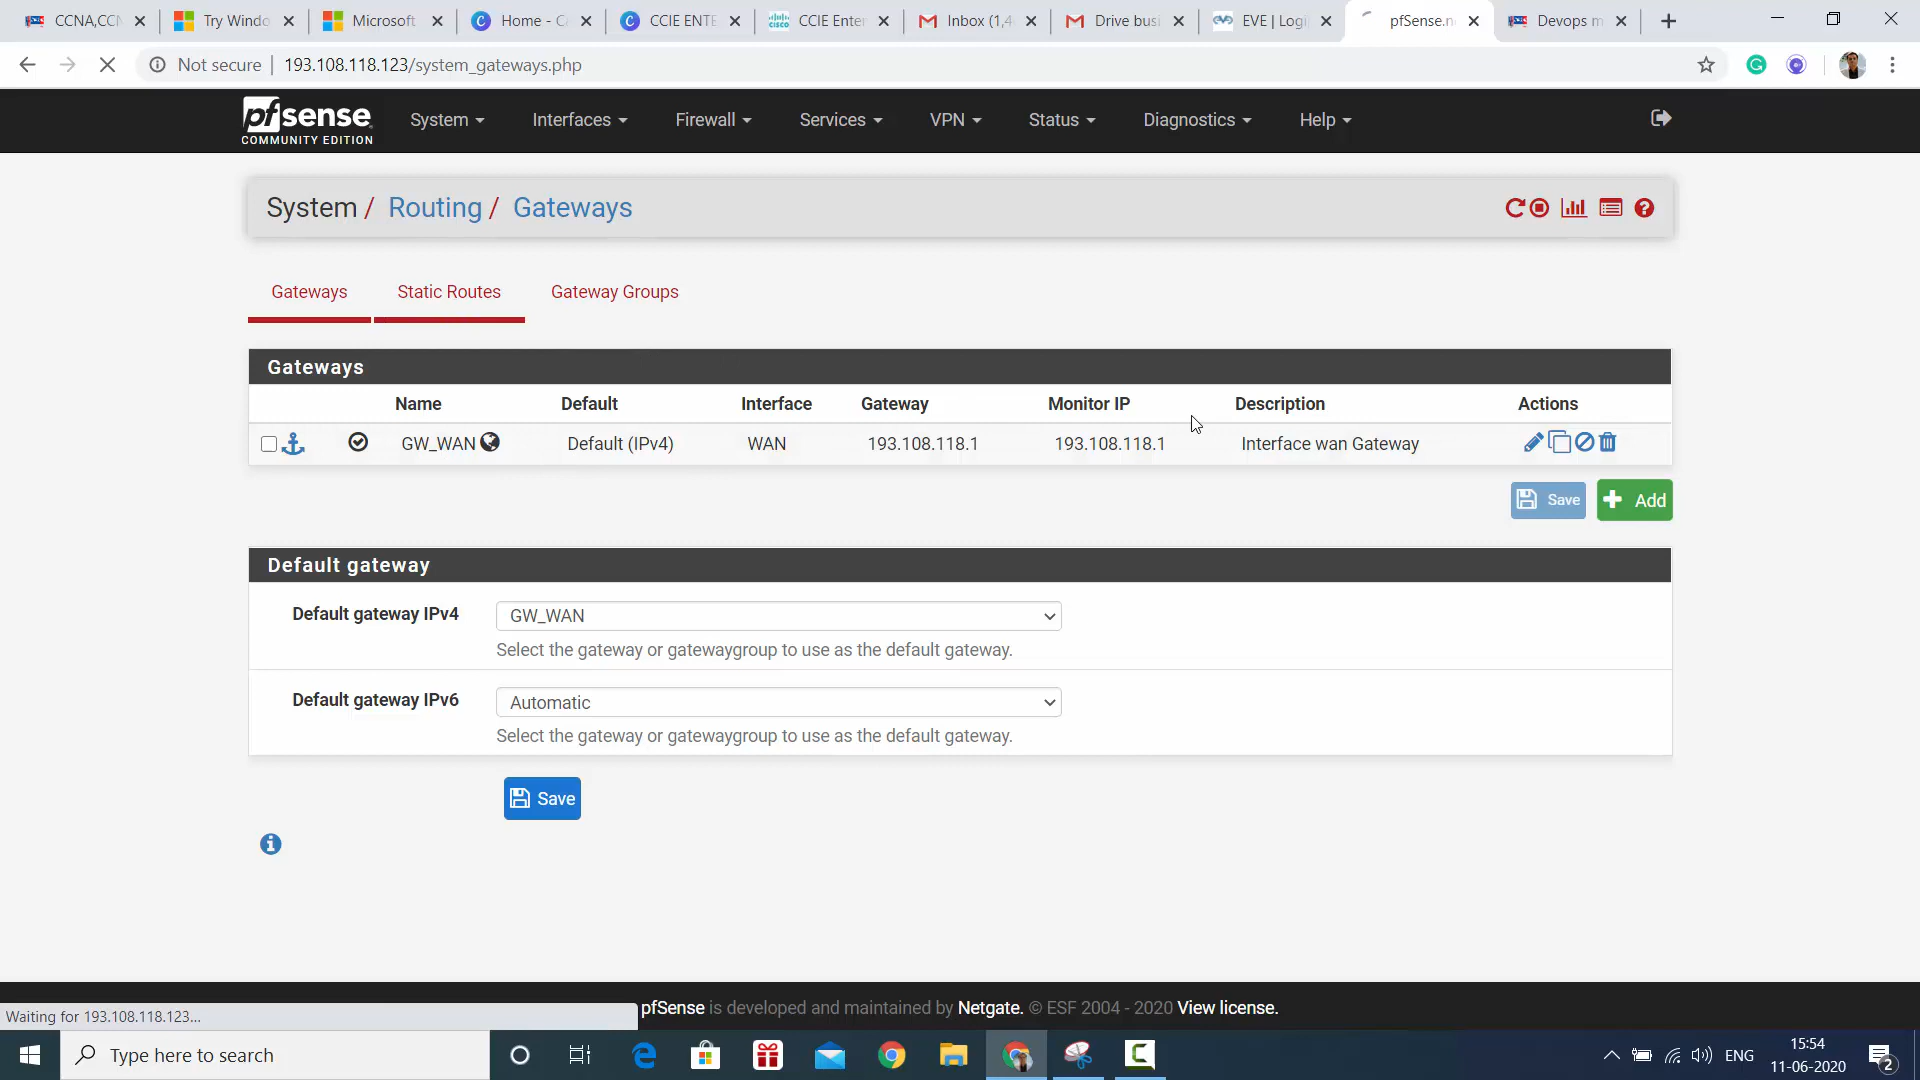 CCNA,CCN
Try Windo
Microsoft
Home - C
CCIE ENTE
CCIE Enter
Inbox (1,4
Drive busi
EVE | Logi
pfSense.n
Devops m
Not secure
193.108.118.123/system_gateways.php
pfsense
COMMUNITY EDITION
System
Interfaces
Firewall
Services
VPN
Status
Diagnostics
Help
System / Routing / Gateways
Gateways
Static Routes
Gateway Groups
Gateways
Name Default Interface Gateway Monitor IP Description Actions
GW_WAN Default (IPv4) WAN 193.108.118.1 193.108.118.1 Interface wan Gateway
Save
Add
Default gateway
Default gateway IPv4
GW_WAN
Select the gateway or gatewaygroup to use as the default gateway.
Default gateway IPv6
Automatic
Select the gateway or gatewaygroup to use as the default gateway.
Save
pfSense is developed and maintained by Netgate. © ESF 2004 - 2020 View license.
Waiting for 193.108.118.123...
Type here to search
ENG
15:54
11-06-2020
2